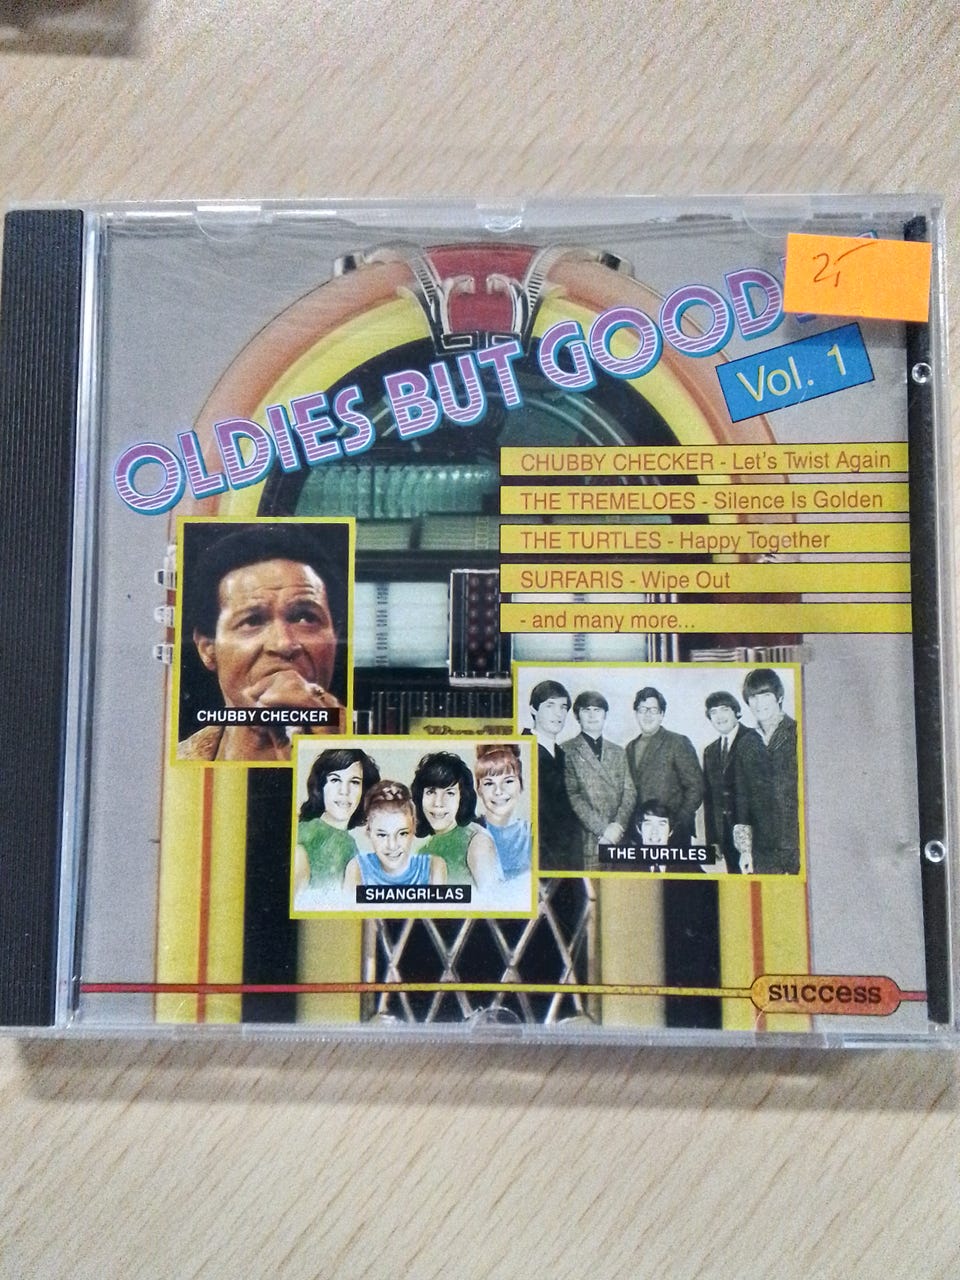 2,-
OLDIES BUT GOOD
Vol. 1
CHUBBY CHECKER - Let's Twist Again
THE TREMELOES - Silence Is Golden
THE TURTLES - Happy Together
SURFARIS - Wipe Out
- and many more...
CHUBBY CHECKER
THE TURTLES
SHANGRI-LAS
success